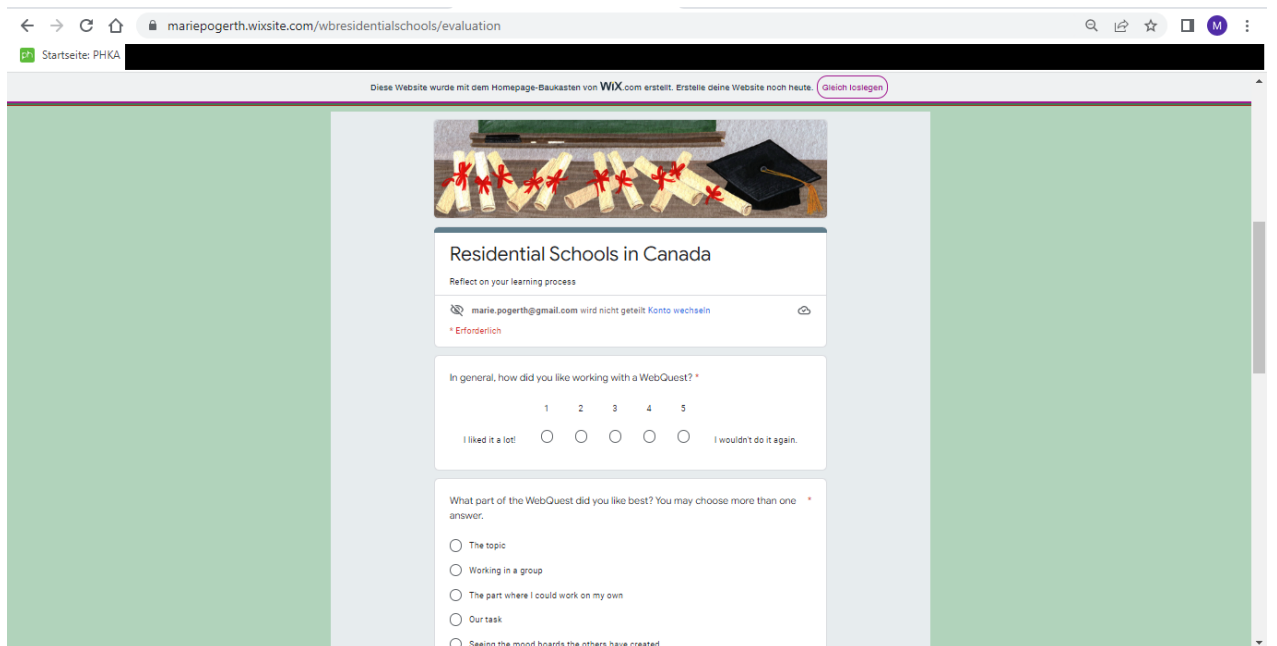 mariepogerth.wixsite.com/wbresidentialschools/evaluation
M
ph Startseite: PHKA
Diese Website wurde mit dem Homepage-Baukasten von WiX.com erstellt. Erstelle deine Website noch heute. Gleich loslegen
Residential Schools in Canada
Reflect on your learning process
marie.pogerth@gmail.com wird nicht geteilt Konto wechseln
* Erforderlich
In general, how did you like working with a WebQuest? *
1 2 3 4 5
I liked it a lot! I wouldn't do it again.
What part of the WebQuest did you like best? You may choose more than one *
answer.
The topic
Working in a group
The part where I could work on my own
Our task
Seeing the mood boards the others have created